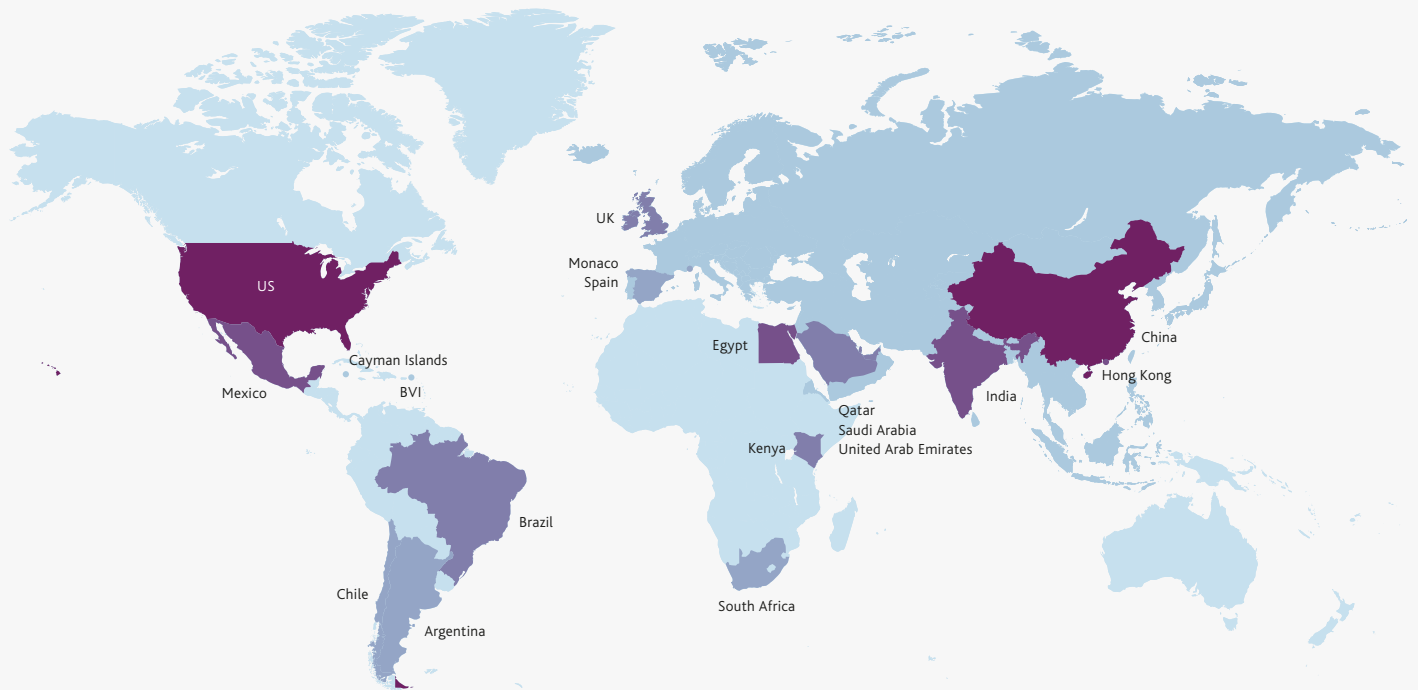 UK
Monaco
Spain
US
China
Egypt
Cayman Islands
Hong Kong
Mexico
BVI
India
Qatar
Saudi Arabia
Kenya
United Arab Emirates
Brazil
Chile
South Africa
Argentina